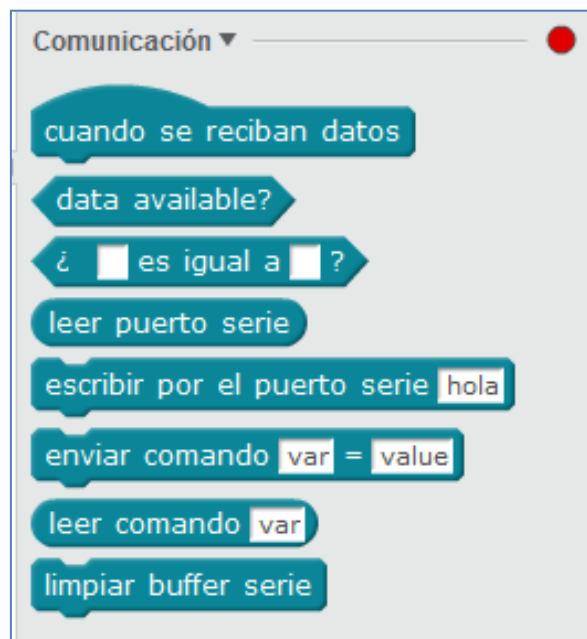 Comunicación
cuando se reciban datos
data available?
¿ es igual a ?
leer puerto serie
escribir por el puerto serie hola
enviar comando var = value
leer comando var
limpiar buffer serie